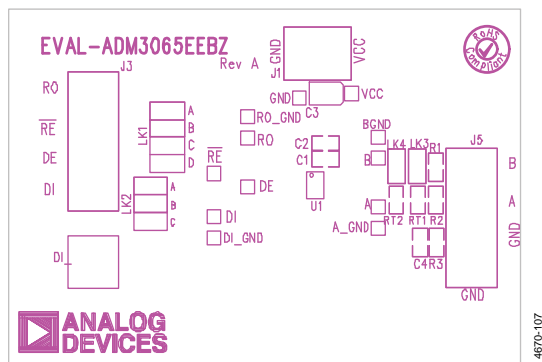 EVAL-ADM3065EEBZ
Rev A
RoHS Compliant
J1
GND
VCC
GND
C3
VCC
J3
RO
RE
DE
DI
LK1
A
B
C
D
LK2
A
B
C
DI
RO_GND
RO
RE
DE
DI
DI_GND
C2
C1
U1
BGND
B
A
A_GND
LK4
LK3
R1
RT2
RT1
R2
C4
R3
J5
B
A
GND
GND
ANALOG
DEVICES
4670-107